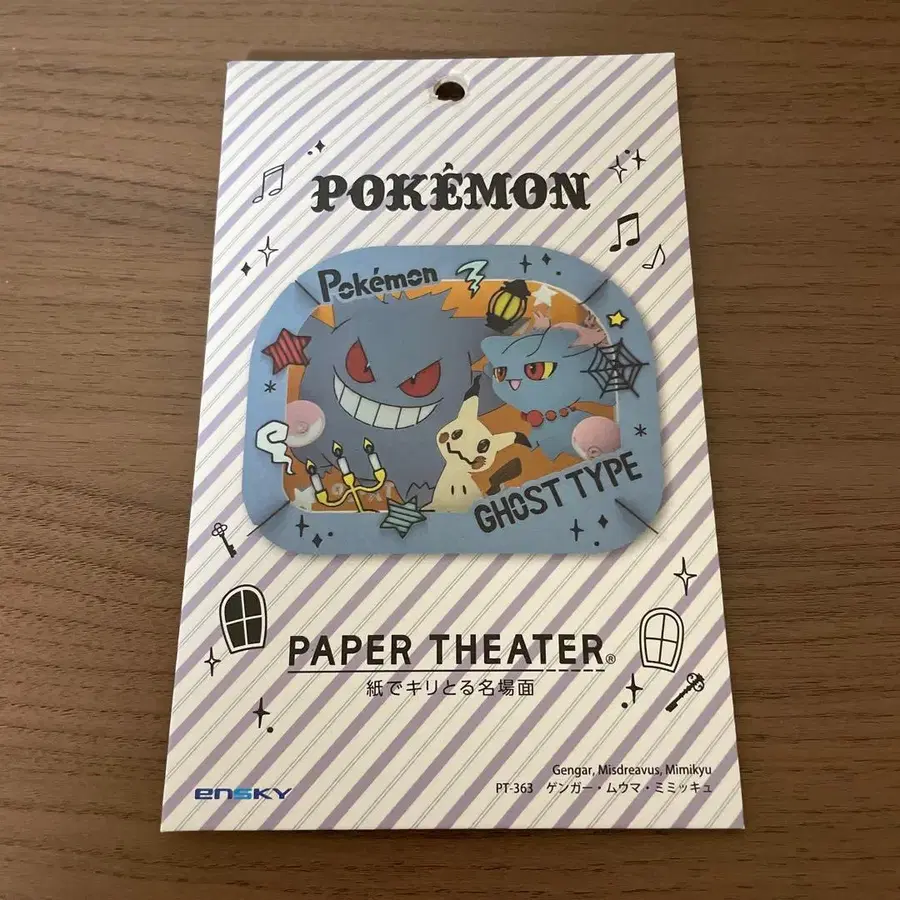 POKÉMON
Pokémon
GHOST TYPE
PAPER THEATER®
紙でキリとる名場面
Gengar, Misdreavus, Mimikyu
PT-363 ゲンガー・ムウマ・ミミッキュ
ensky